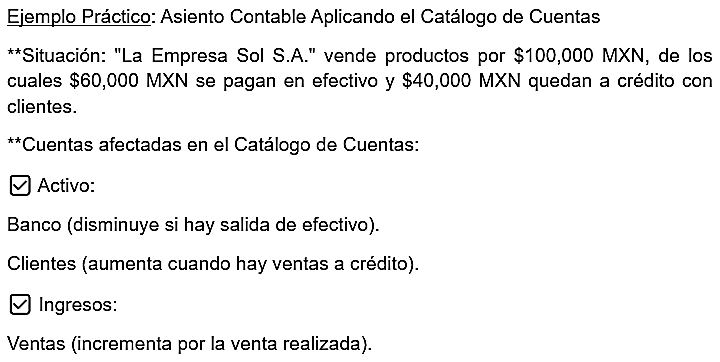 Ejemplo Práctico: Asiento Contable Aplicando el Catálogo de Cuentas
**Situación: "La Empresa Sol S.A." vende productos por $100,000 MXN, de los
cuales $60,000 MXN se pagan en efectivo y $40,000 MXN quedan a crédito con
clientes.
**Cuentas afectadas en el Catálogo de Cuentas:
☑ Activo:
Banco (disminuye si hay salida de efectivo).
Clientes (aumenta cuando hay ventas a crédito).
☑ Ingresos:
Ventas (incrementa por la venta realizada).